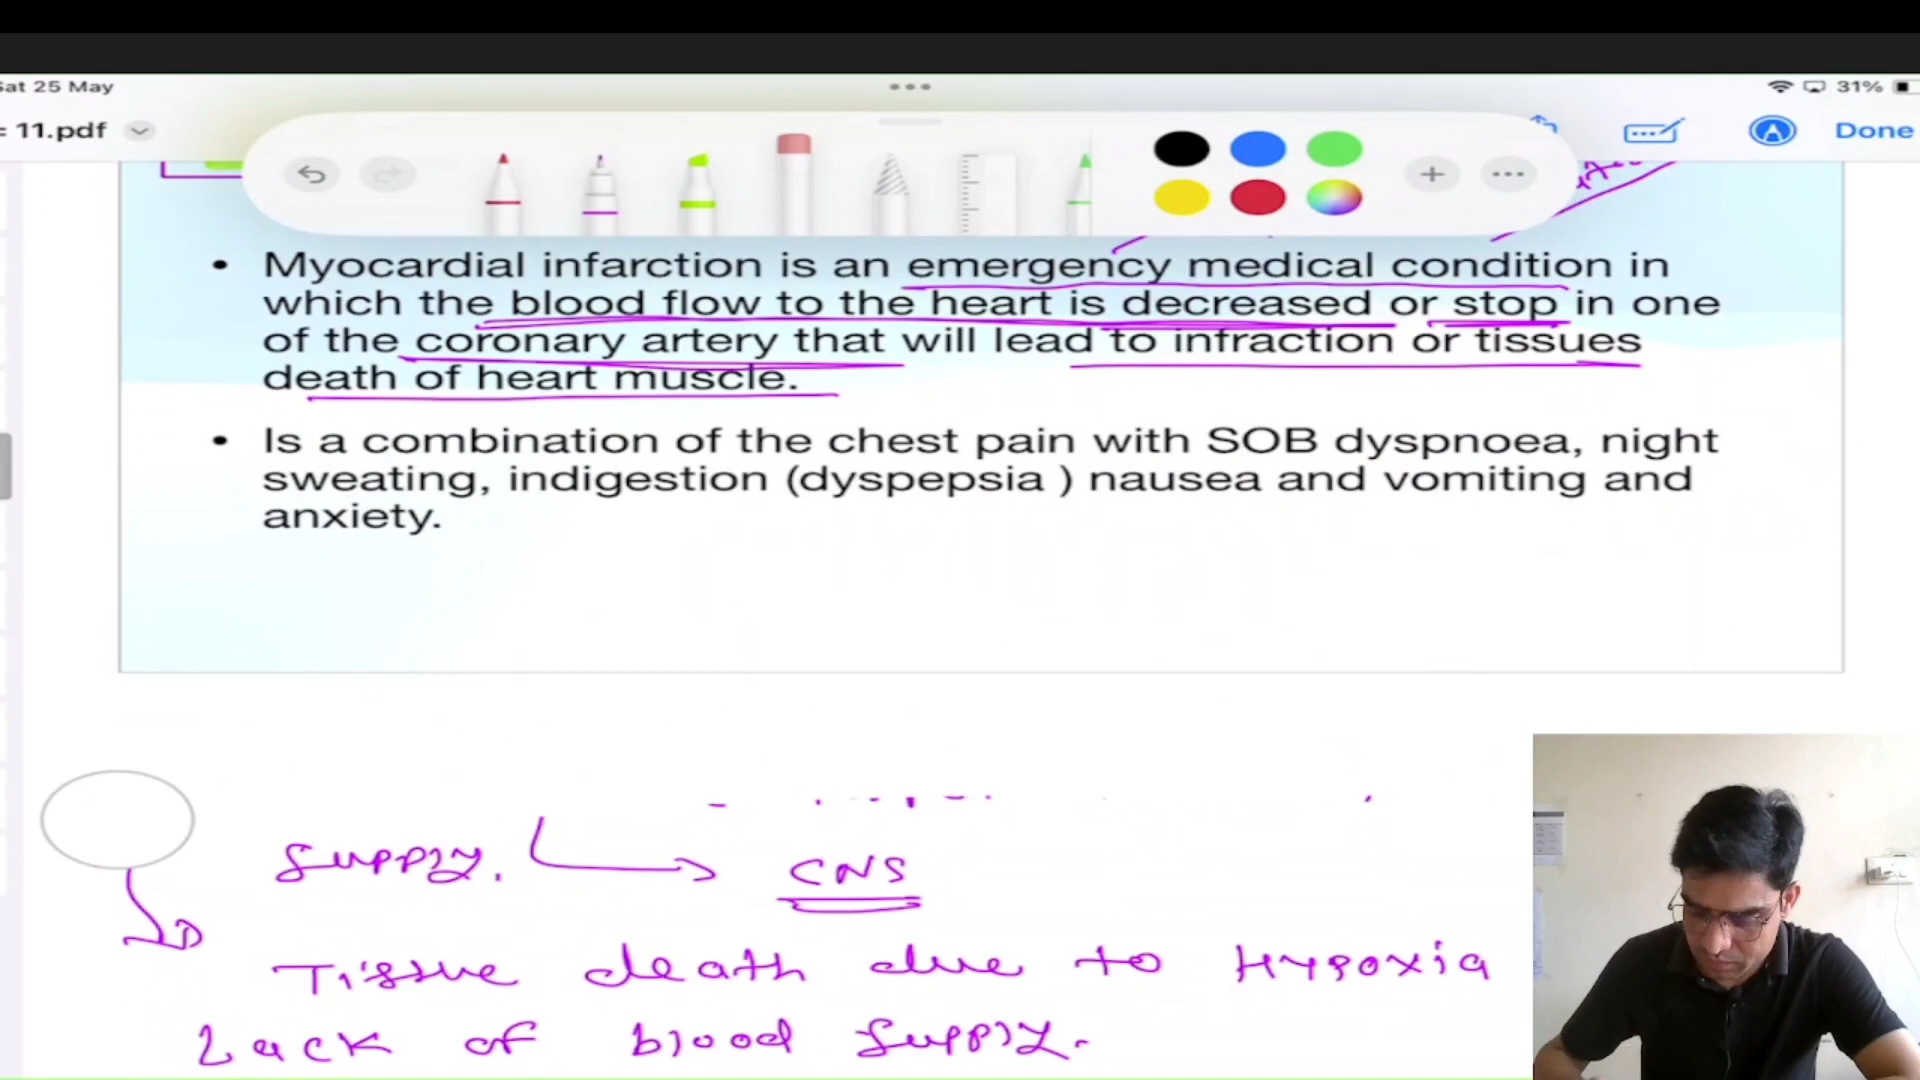 Sat 25 May
31%
= 11.pdf
Done
• Myocardial infarction is an emergency medical condition in
which the blood flow to the heart is decreased or stop in one
of the coronary artery that will lead to infraction or tissues
death of heart muscle.
• Is a combination of the chest pain with SOB dyspnoea, night
sweating, indigestion (dyspepsia ) nausea and vomiting and
anxiety.
Supply. CNS
Tissue death due to Hypoxia
Lack of blood supply.